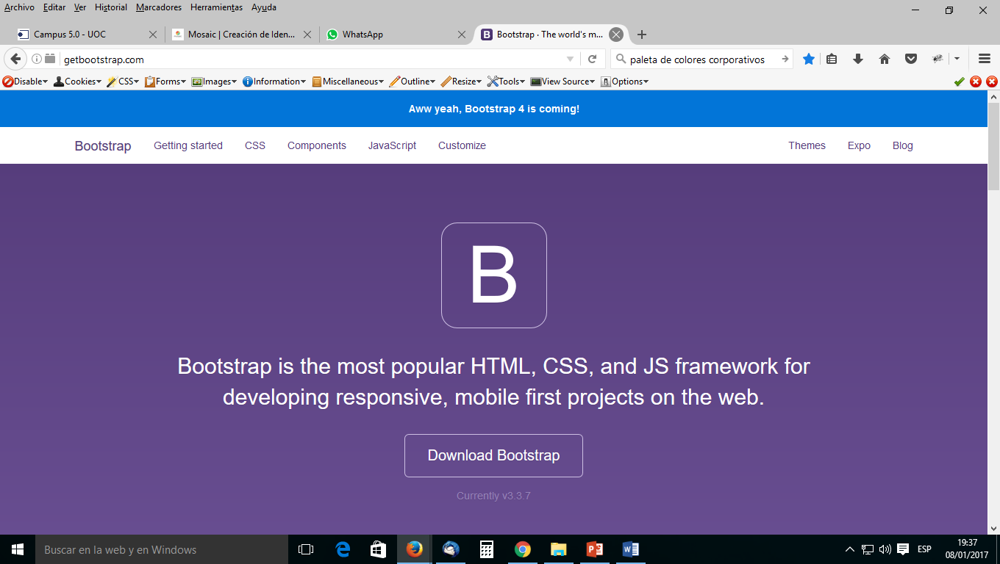 Archivo Editar Ver Historial Marcadores Herramientas Ayuda
Campus 5.0 - UOC Mosaic | Creación de Iden... WhatsApp B Bootstrap · The world's m...
getbootstrap.com paleta de colores corporativos
Disable Cookies CSS Forms Images Information Miscellaneous Outline Resize Tools View Source Options
Aww yeah, Bootstrap 4 is coming!
Bootstrap Getting started CSS Components JavaScript Customize Themes Expo Blog
B
Bootstrap is the most popular HTML, CSS, and JS framework for
developing responsive, mobile first projects on the web.
Download Bootstrap
Currently v3.3.7
Buscar en la web y en Windows ESP 19:37
08/01/2017